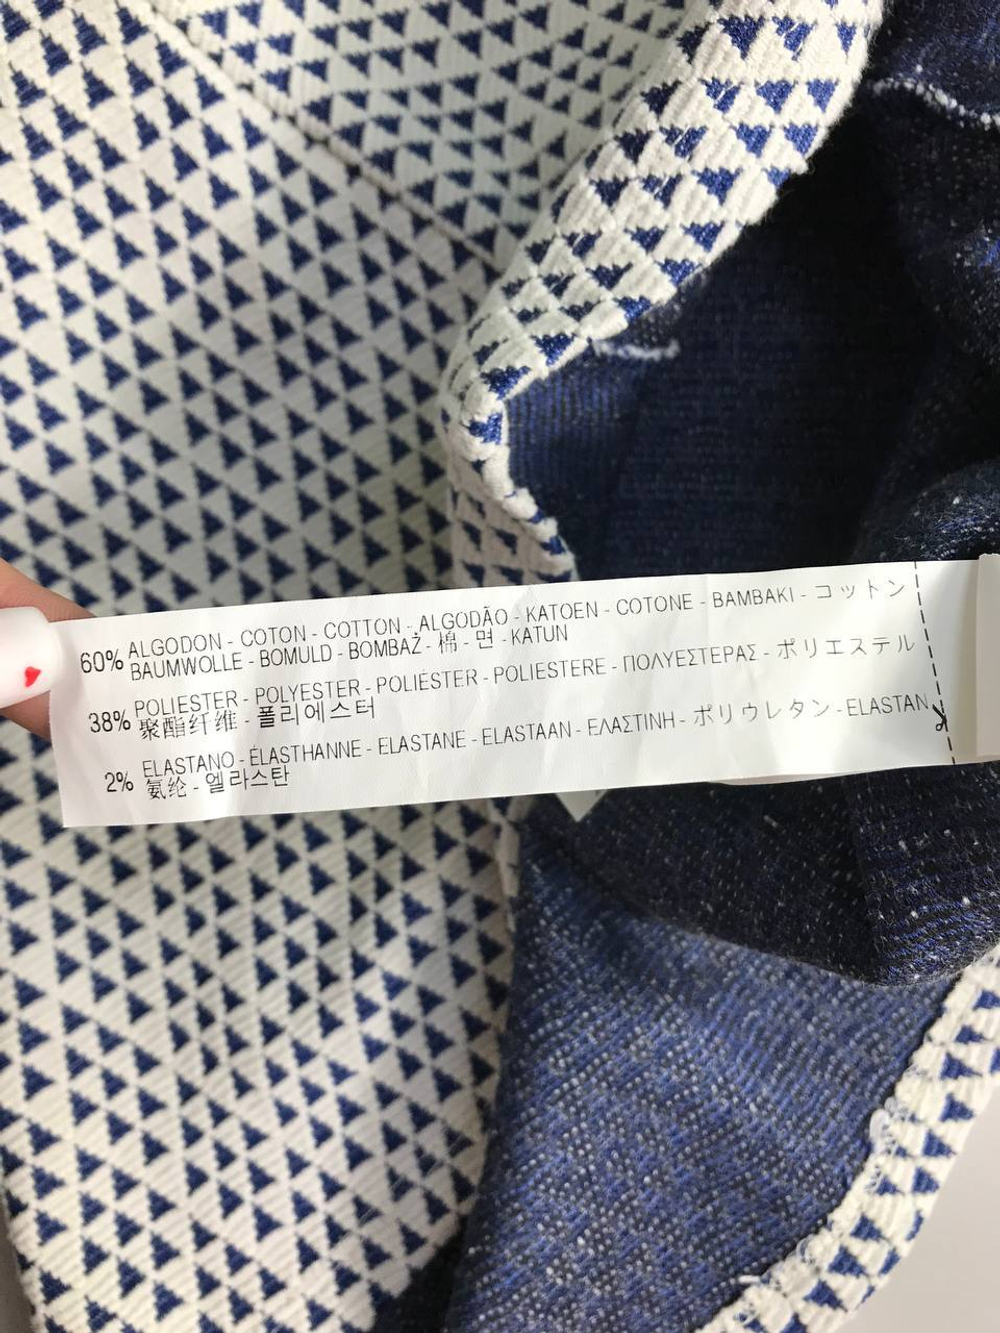 60% ALGODON - COTON - COTTON - ALGODÃO - KATOEN - COTONE - BAMBAKI - コットン
BAUMWOLLE - BOMULD - BOMBAŻ - 棉 - 면 - KATUN
38% POLIESTER - POLYESTER - POLIÉSTER - POLIESTERE - ΠΟΛΥΕΣΤΕΡΑΣ - ポリエステル
聚酯纤维 - 폴리에스터
2% ELASTANO - ÉLASTHANNE - ELASTANE - ELASTAAN - ΕΛΑΣΤΙΝΗ - ポリウレタン - ELASTAN
氨纶 - 엘라스탄